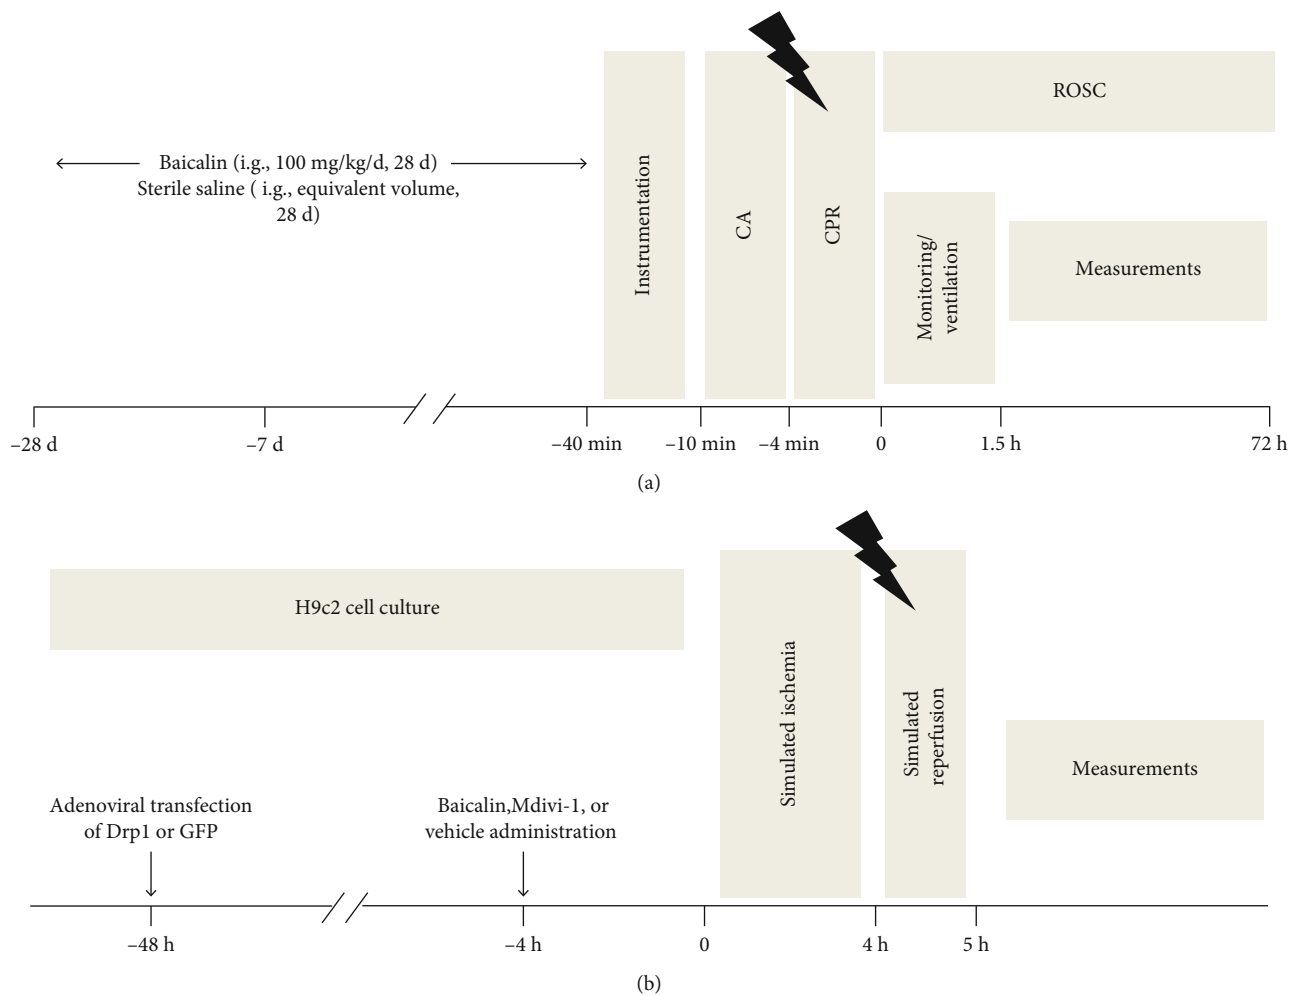 ROSC
Baicalin (i.g., 100 mg/kg/d, 28 d)
Sterile saline ( i.g., equivalent volume,
28 d)
Instrumentation
CA
CPR
Monitoring/
ventilation
Measurements
–28 d
–7 d
–40 min
–10 min
–4 min
0
1.5 h
72 h
(a)
H9c2 cell culture
Simulated ischemia
Simulated
reperfusion
Measurements
Adenoviral transfection
of Drp1 or GFP
Baicalin,Mdivi-1, or
vehicle administration
–48 h
–4 h
0
4 h
5 h
(b)